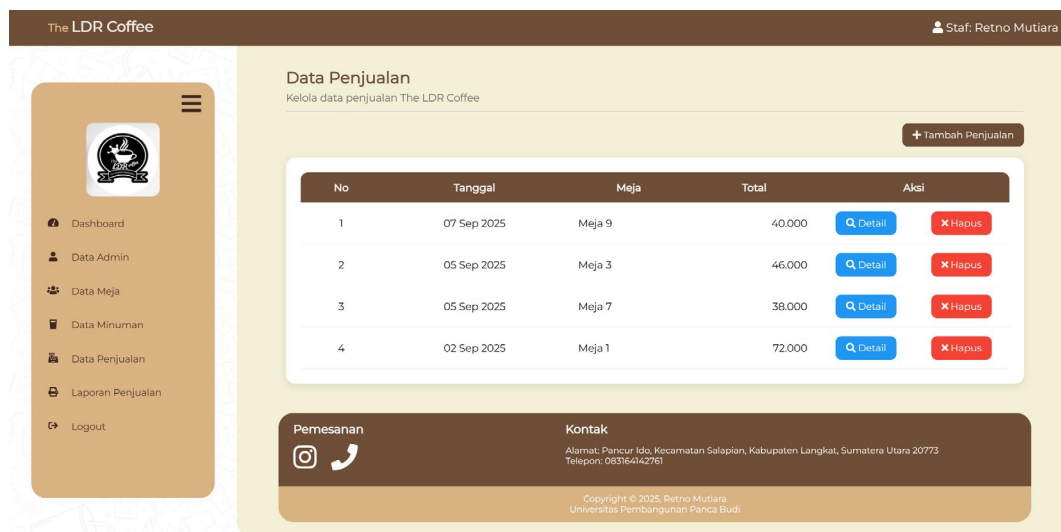 The LDR Coffee
Staf: Retno Mutiara
Dashboard
Data Admin
Data Meja
Data Minuman
Data Penjualan
Laporan Penjualan
Logout
Data Penjualan
Kelola data penjualan The LDR Coffee
Tambah Penjualan
No Tanggal Meja Total Aksi
1 07 Sep 2025 Meja 9 40.000 Detail Hapus
2 05 Sep 2025 Meja 3 46.000 Detail Hapus
3 05 Sep 2025 Meja 7 38.000 Detail Hapus
4 02 Sep 2025 Meja 1 72.000 Detail Hapus
Pemesanan
Kontak
Alamat: Pancur Ido, Kecamatan Salapian, Kabupaten Langkat, Sumatera Utara 20773
Telepon: 083164142761
Copyright © 2025, Retno Mutiara
Universitas Pembangunan Panca Budi